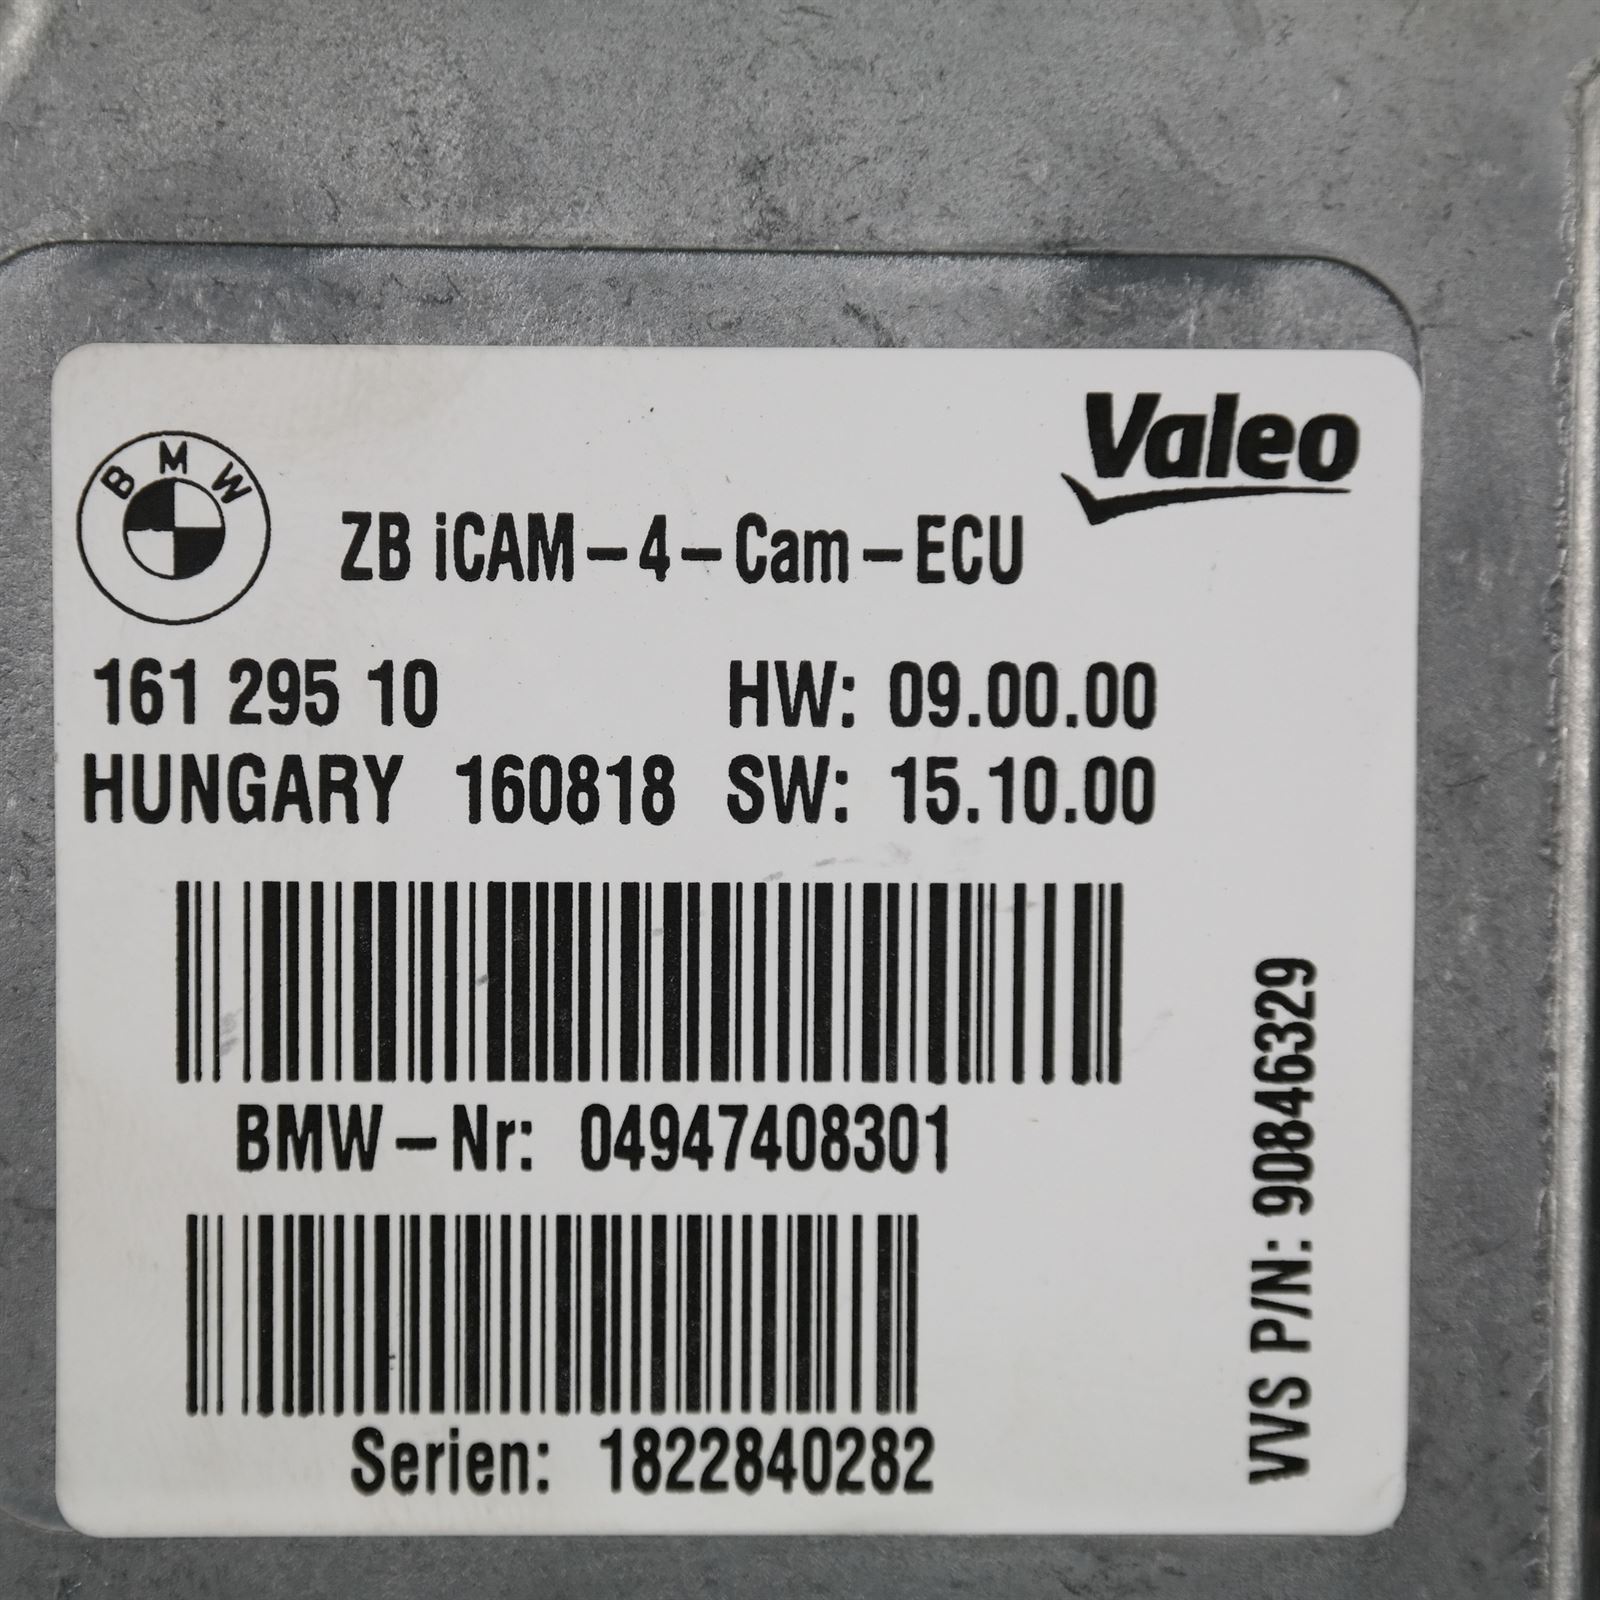 Valeo
BMW
ZB iCAM-4-Cam-ECU
161 295 10 HW: 09.00.00
HUNGARY 160818 SW: 15.10.00
BMW-Nr: 04947408301
Serien: 1822840282
VVS P/N: 90846329